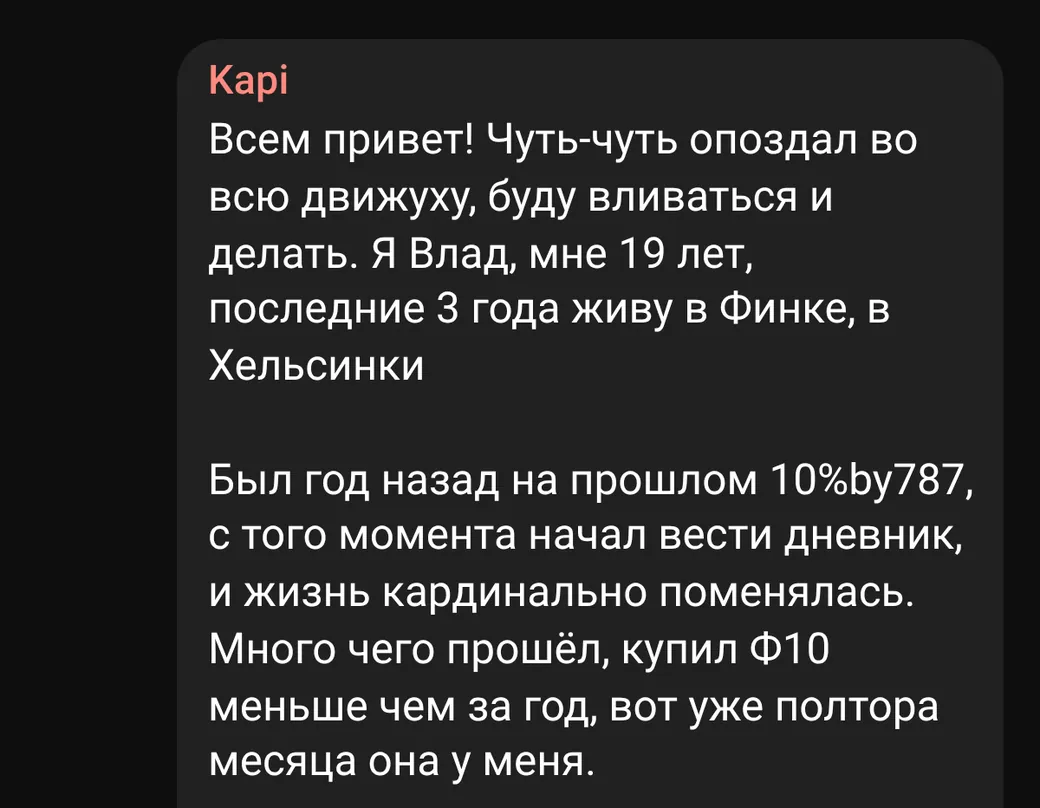 Kapi
Всем привет! Чуть-чуть опоздал во
всю движуху, буду вливаться и
делать. Я Влад, мне 19 лет,
последние 3 года живу в Финке, в
Хельсинки
Был год назад на прошлом 10%by787,
с того момента начал вести дневник,
и жизнь кардинально поменялась.
Много чего прошёл, купил Ф10
меньше чем за год, вот уже полтора
месяца она у меня.